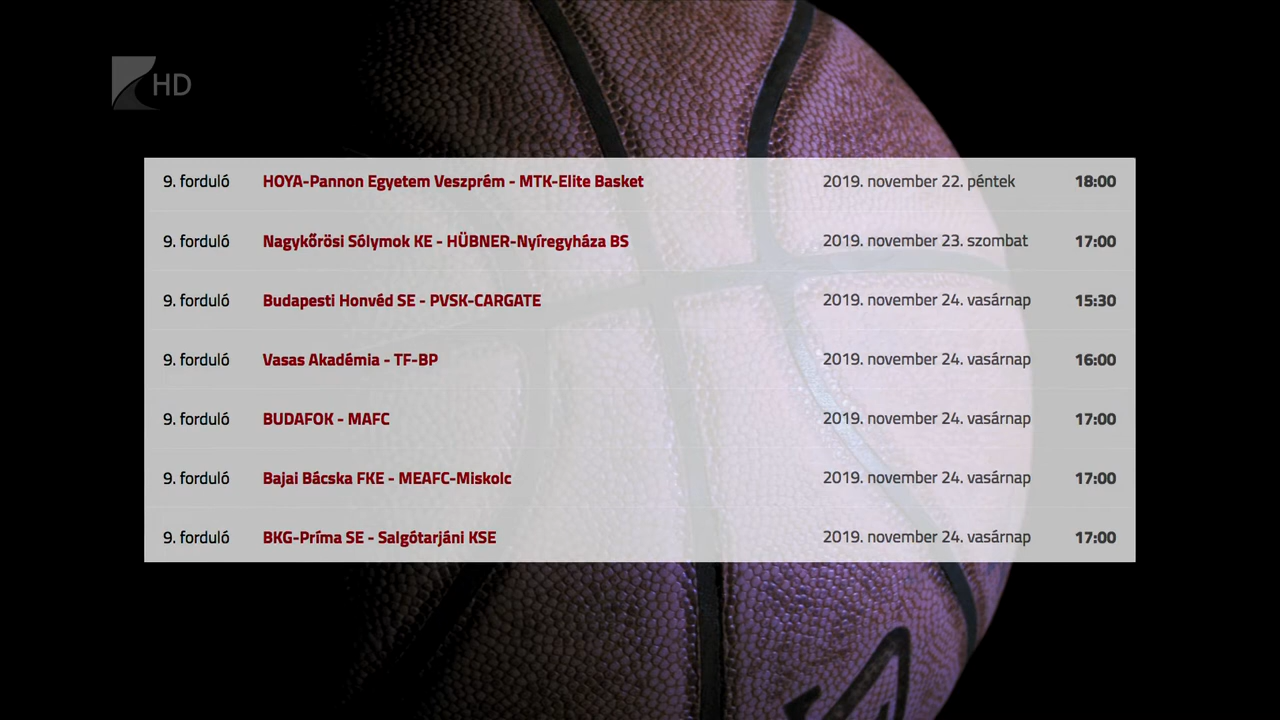 HD
9. forduló HOYA-Pannon Egyetem Veszprém - MTK-Elite Basket 2019. november 22. péntek 18:00
9. forduló Nagykőrösi Sólymok KE - HÜBNER-Nyíregyháza BS 2019. november 23. szombat 17:00
9. forduló Budapesti Honvéd SE - PVSK-CARGATE 2019. november 24. vasárnap 15:30
9. forduló Vasas Akadémia - TF-BP 2019. november 24. vasárnap 16:00
9. forduló BUDAFOK - MAFC 2019. november 24. vasárnap 17:00
9. forduló Bajai Bácska FKE - MEAFC-Miskolc 2019. november 24. vasárnap 17:00
9. forduló BKG-Príma SE - Salgótarjáni KSE 2019. november 24. vasárnap 17:00